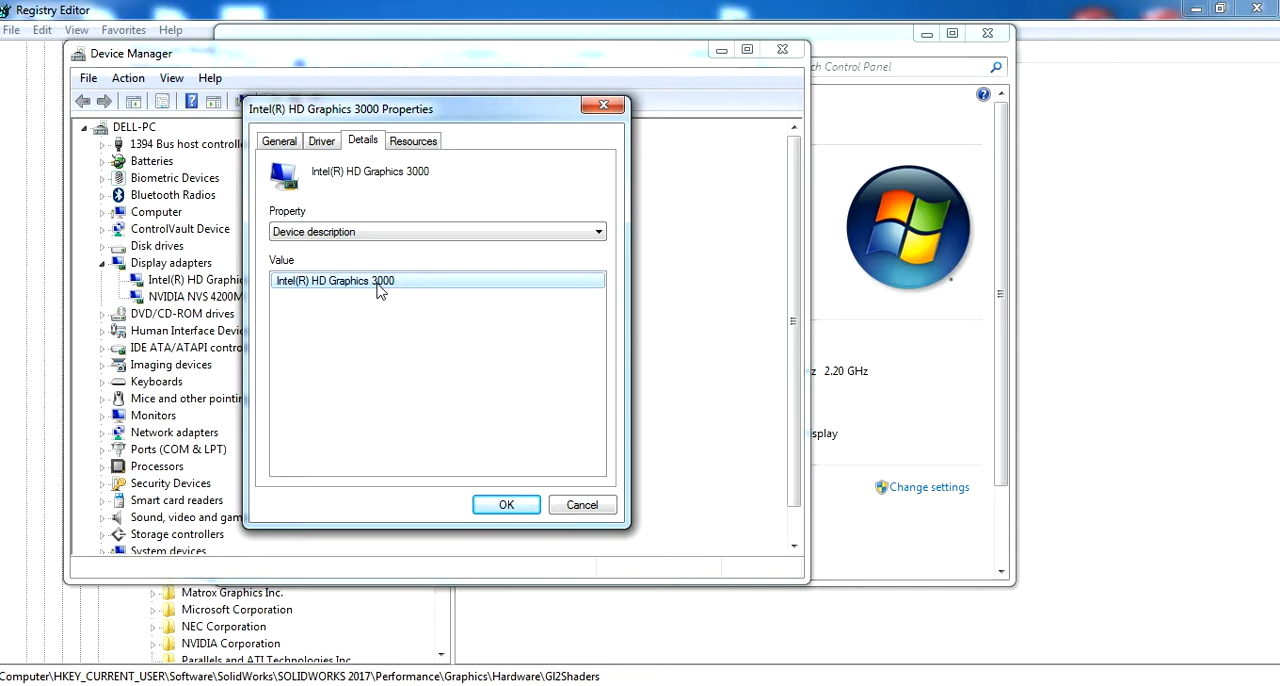 Registry Editor
File Edit View Favorites Help
Device Manager
ch Control Panel
File Action View Help
Intel(R) HD Graphics 3000 Properties
General Driver Details Resources
Intel(R) HD Graphics 3000
Property
Device description
Value
Intel(R) HD Graphics 3000
OK Cancel
DELL-PC
1394 Bus host controll
Batteries
Biometric Devices
Bluetooth Radios
Computer
ControlVault Device
Disk drives
Display adapters
Intel(R) HD Graphic
NVIDIA NVS 4200M
DVD/CD-ROM drives
Human Interface Devic
IDE ATA/ATAPI contro
Imaging devices
Keyboards
Mice and other pointin
Monitors
Network adapters
Ports (COM & LPT)
Processors
Security Devices
Smart card readers
Sound, video and gam
Storage controllers
System devices
z 2.20 GHz
splay
Change settings
Matrox Graphics Inc.
Microsoft Corporation
NEC Corporation
NVIDIA Corporation
Parallels and ATI Technologies Inc
Computer\HKEY_CURRENT_USER\Software\SolidWorks\SOLIDWORKS 2017\Performance\Graphics\Hardware\Gl2Shaders